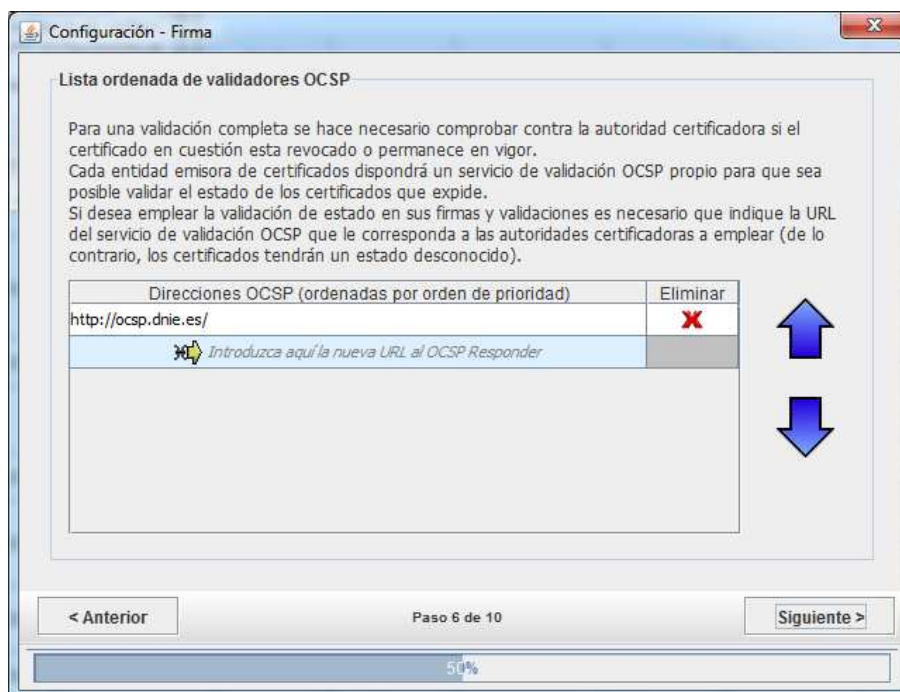 Configuración - Firma
Lista ordenada de validadores OCSP
Para una validación completa se hace necesario comprobar contra la autoridad certificadora si el
certificado en cuestión esta revocado o permanece en vigor.
Cada entidad emisora de certificados dispondrá un servicio de validación OCSP propio para que sea
posible validar el estado de los certificados que expide.
Si desea emplear la validación de estado en sus firmas y validaciones es necesario que indique la URL
del servicio de validación OCSP que le corresponda a las autoridades certificadoras a emplear (de lo
contrario, los certificados tendrán un estado desconocido).
Direcciones OCSP (ordenadas por orden de prioridad) Eliminar
http://ocsp.dnie.es/
Introduzca aquí la nueva URL al OCSP Responder
< Anterior Paso 6 de 10 Siguiente >
50%